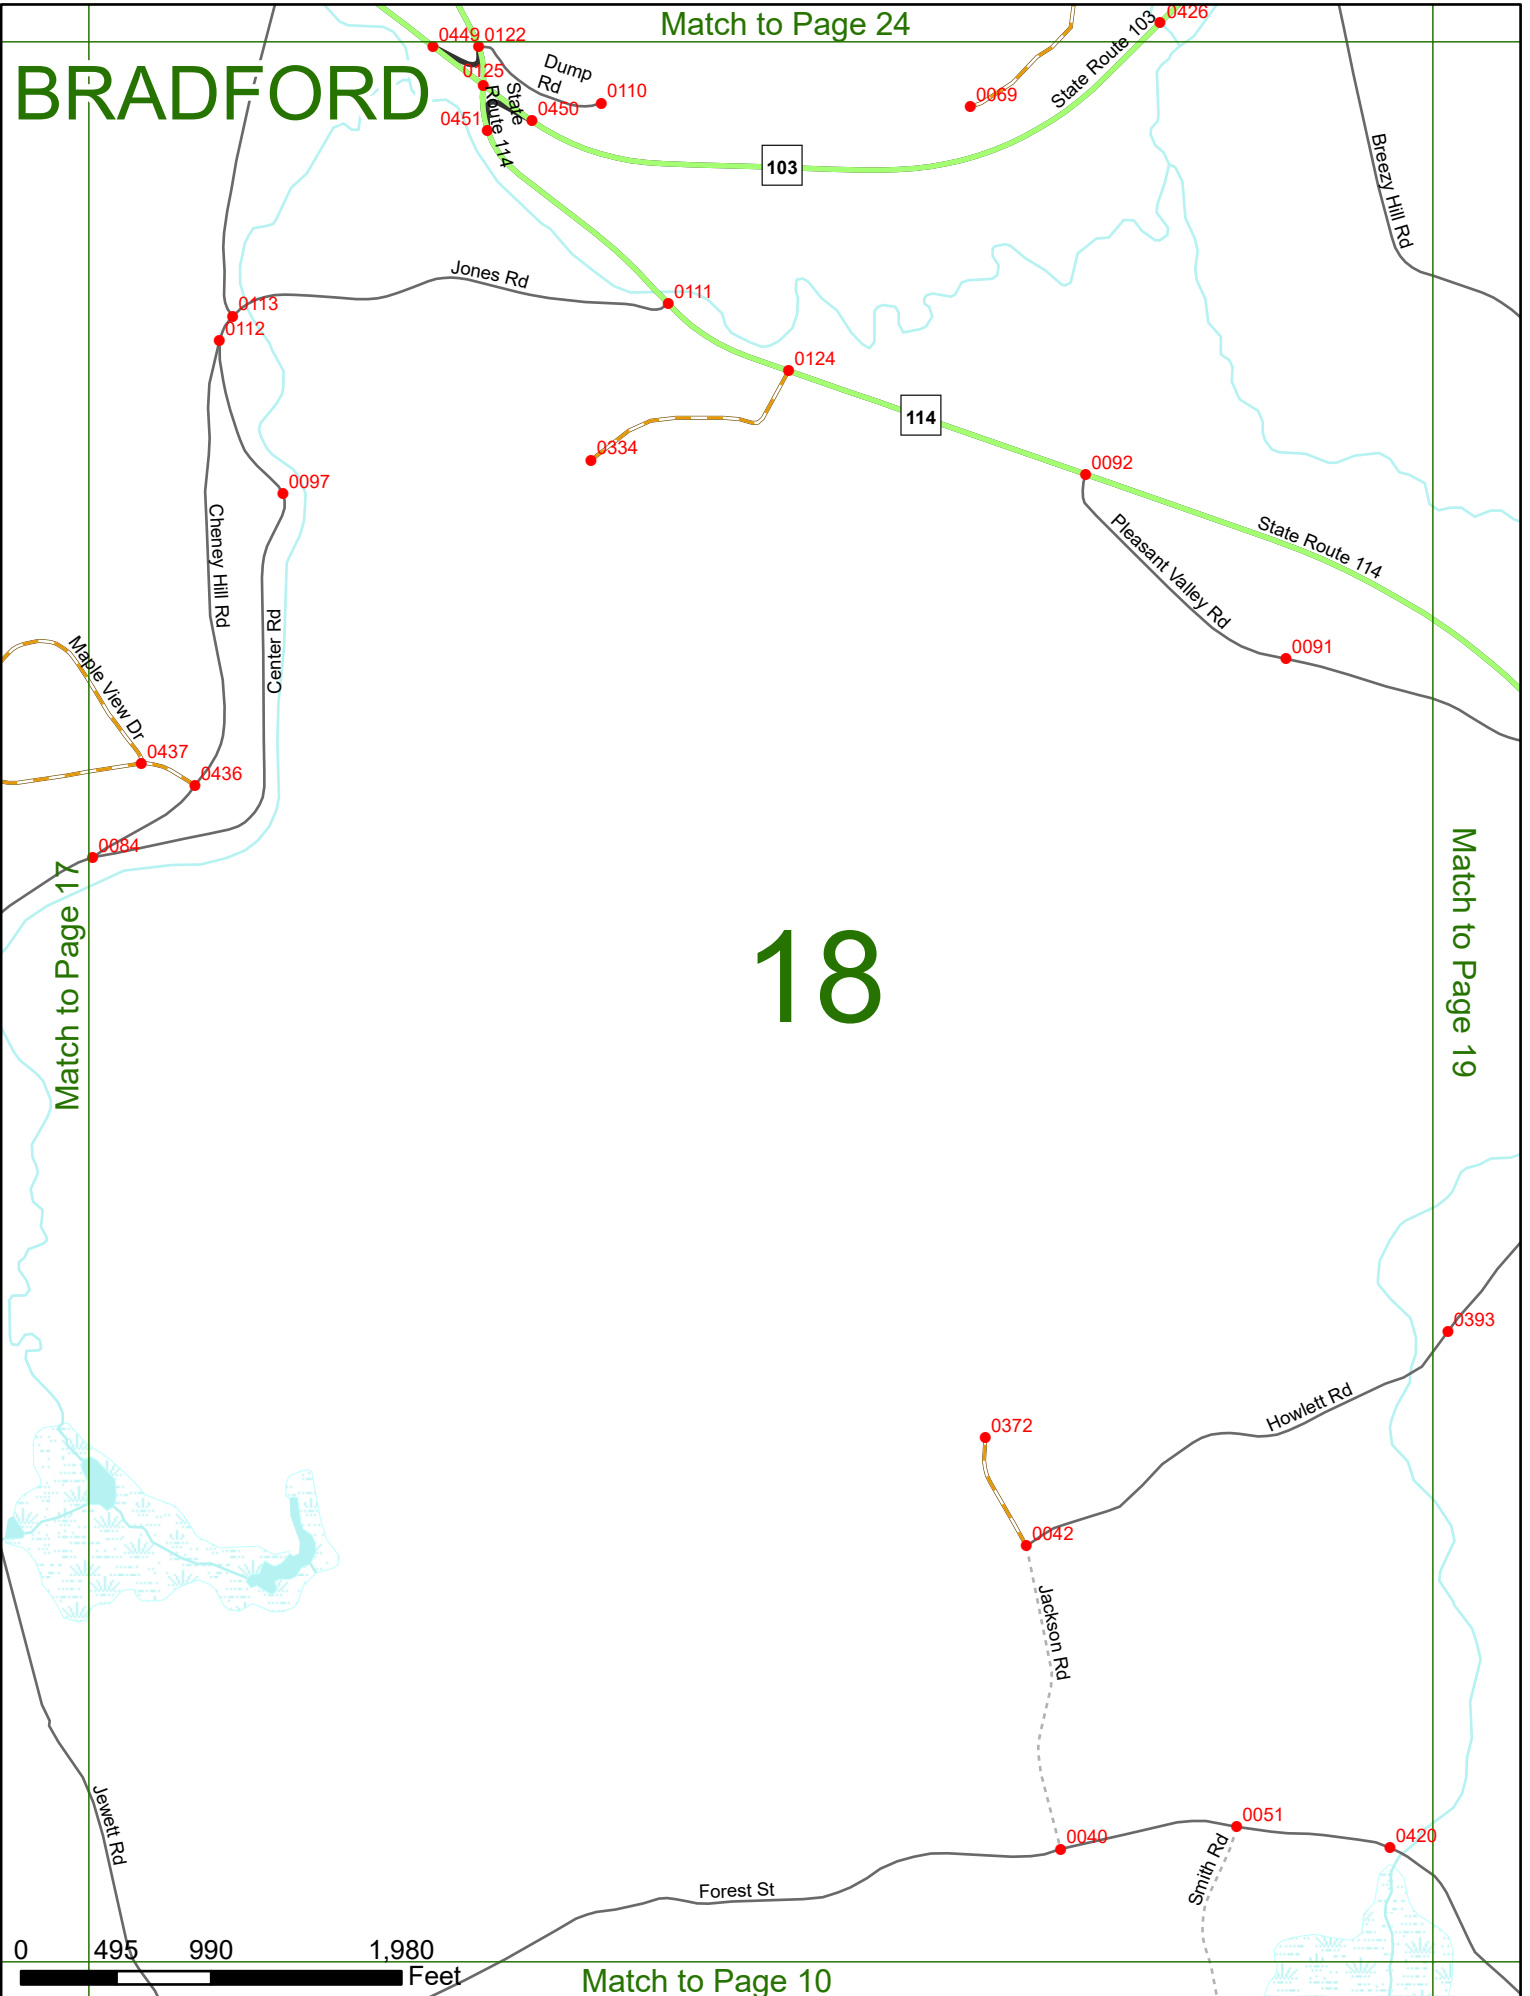 Match to Page 24
BRADFORD
0449
0122
0426
0125
Dump
Rd
0110
0069
State Route 103
State
Route 114
0450
0451
103
Breezy Hill Rd
Jones Rd
0111
0113
0112
0124
114
0334
0092
0097
Cheney Hill Rd
Center Rd
Pleasant Valley Rd
State Route 114
0091
Maple View Dr
0437
0436
0084
Match to Page 17
Match to Page 19
18
0393
Howlett Rd
0372
0042
Jackson Rd
Jewett Rd
0040
0051
0420
Smith Rd
Forest St
0 495 990 1,980
Feet
Match to Page 10